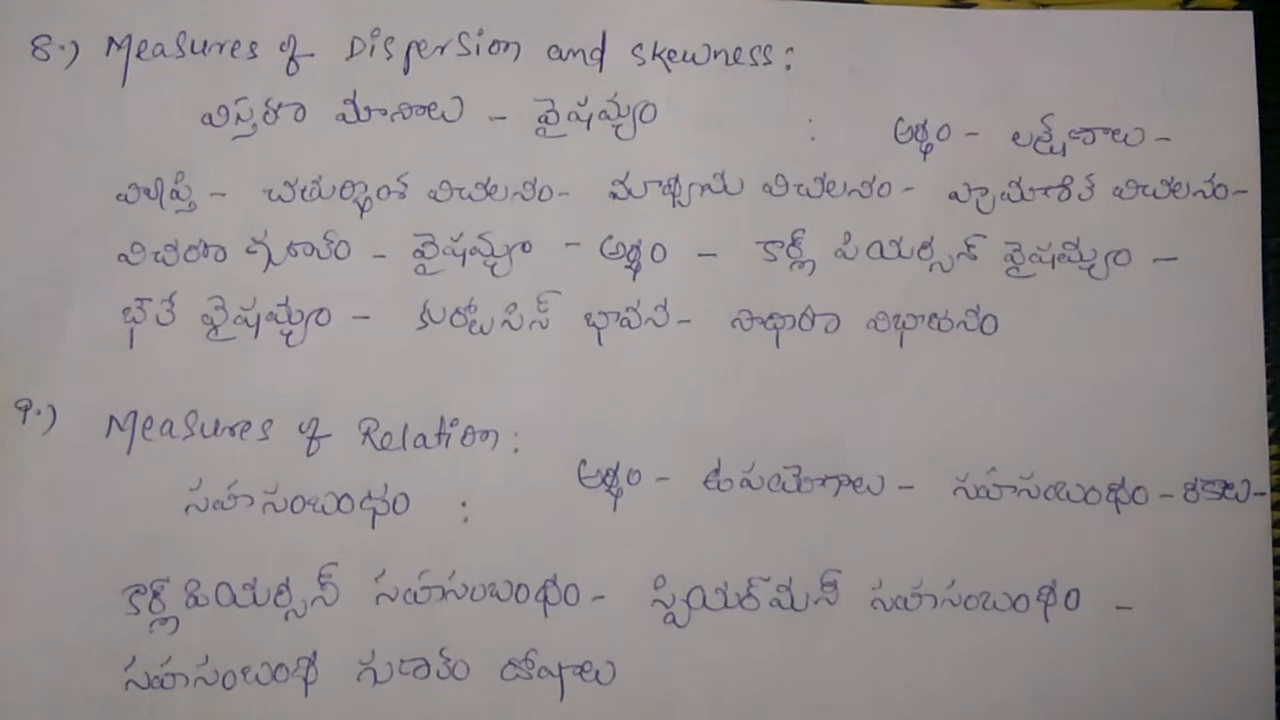 8.) Measures of Dispersion and Skewness:
విస్తరణ మానాలు - వైషమ్యం : అర్థం - లక్షణాలు -
వ్యాప్తి - చతుర్థాంశ విచలనం - మాధ్యమ విచలనం - క్రమ విచలనం -
విచరణ గుణకం - వైషమ్యం - అర్థం - కార్ల్ పియర్సన్ వైషమ్యం -
బౌలే వైషమ్యం - కుర్టోసిస్ భావన - సాధారణ విభాజనం
9.) Measures of Relation:
సహసంబంధం : అర్థం - ఉపయోగాలు - సహసంబంధం - రకాలు -
కార్ల్ పియర్సన్ సహసంబంధం - స్పియర్‌మేన్ సహసంబంధం -
సహసంబంధ గుణకం దోషాలు